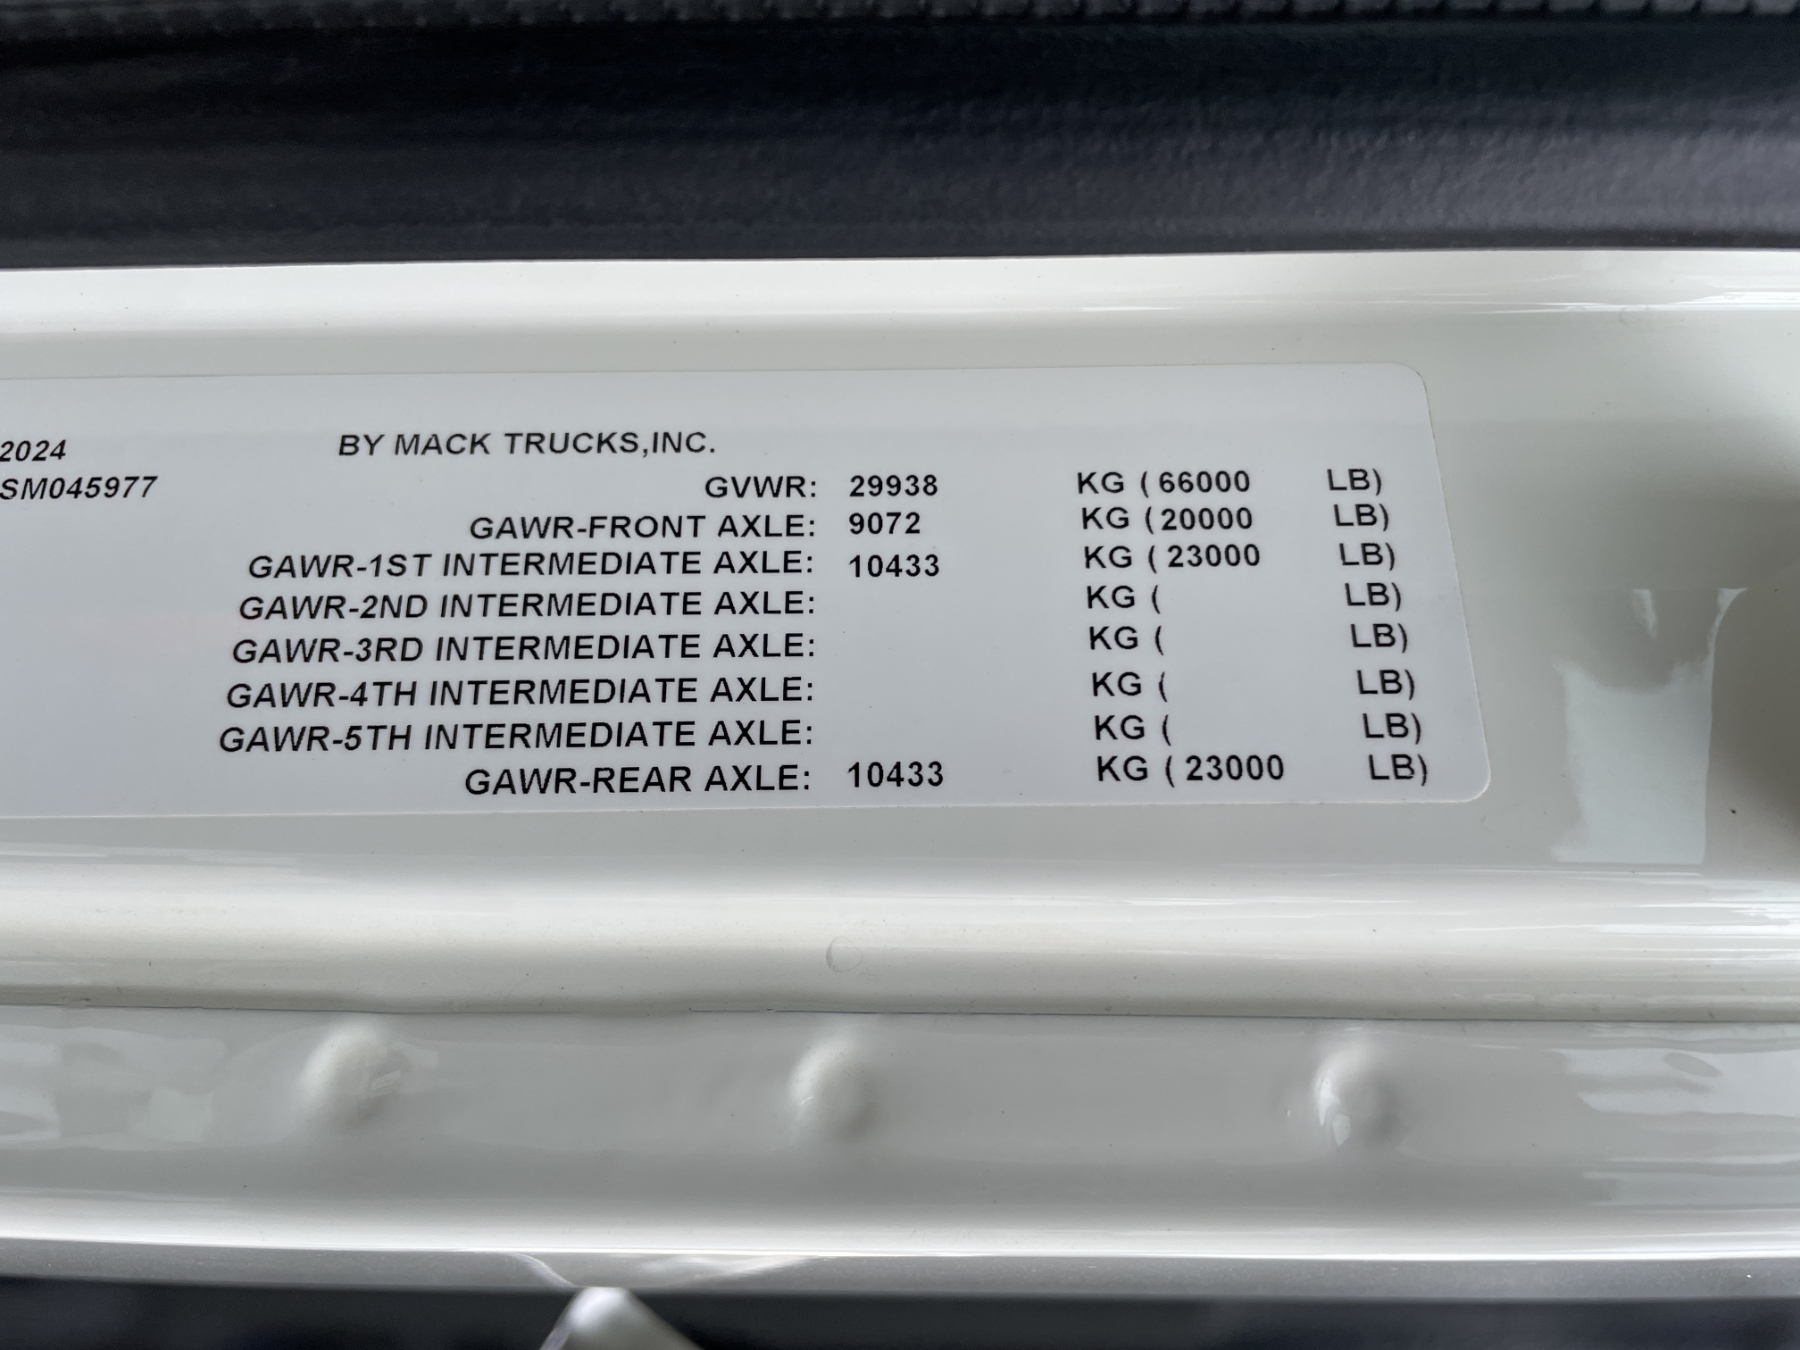 2024 BY MACK TRUCKS,INC.
SM045977 GVWR: 29938 KG ( 66000 LB)
GAWR-FRONT AXLE: 9072 KG ( 20000 LB)
GAWR-1ST INTERMEDIATE AXLE: 10433 KG ( 23000 LB)
GAWR-2ND INTERMEDIATE AXLE: KG ( LB)
GAWR-3RD INTERMEDIATE AXLE: KG ( LB)
GAWR-4TH INTERMEDIATE AXLE: KG ( LB)
GAWR-5TH INTERMEDIATE AXLE: KG ( LB)
GAWR-REAR AXLE: 10433 KG ( 23000 LB)